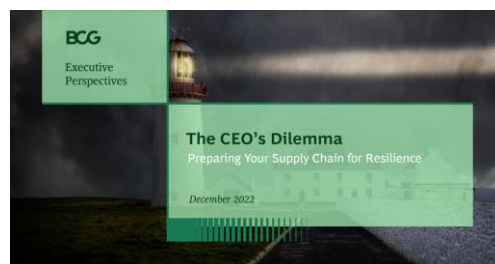 BCG
Executive
Perspectives
The CEO's Dilemma
Preparing Your Supply Chain for Resilience
December 2022